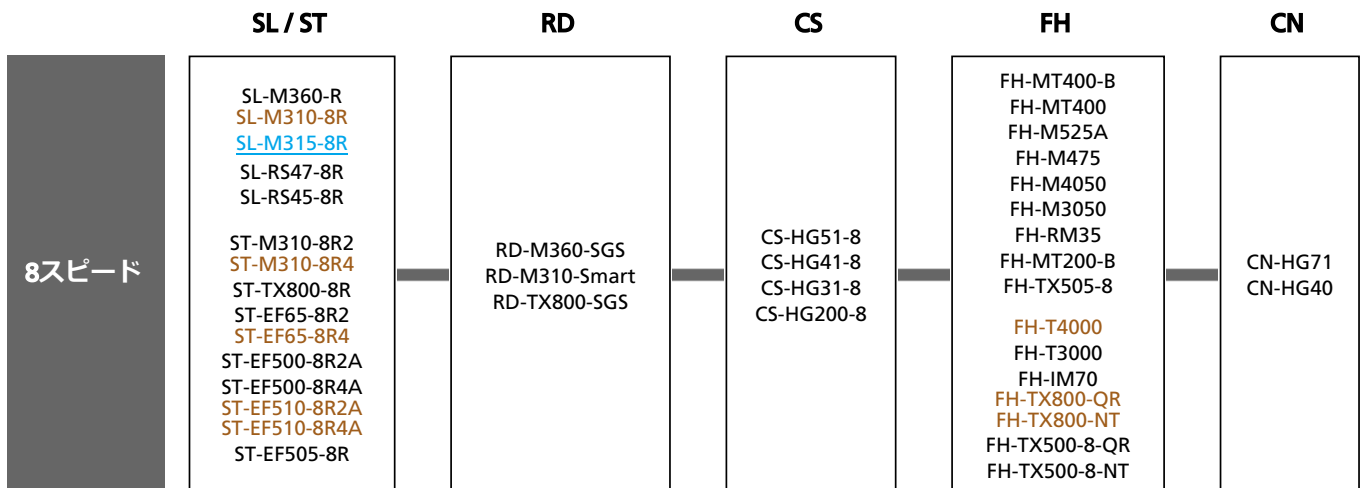 SL / ST
RD
CS
FH
CN
8スピード
SL-M360-R
SL-M310-8R
SL-M315-8R
SL-RS47-8R
SL-RS45-8R
ST-M310-8R2
ST-M310-8R4
ST-TX800-8R
ST-EF65-8R2
ST-EF65-8R4
ST-EF500-8R2A
ST-EF500-8R4A
ST-EF510-8R2A
ST-EF510-8R4A
ST-EF505-8R
RD-M360-SGS
RD-M310-Smart
RD-TX800-SGS
CS-HG51-8
CS-HG41-8
CS-HG31-8
CS-HG200-8
FH-MT400-B
FH-MT400
FH-M525A
FH-M475
FH-M4050
FH-M3050
FH-RM35
FH-MT200-B
FH-TX505-8
FH-T4000
FH-T3000
FH-IM70
FH-TX800-QR
FH-TX800-NT
FH-TX500-8-QR
FH-TX500-8-NT
CN-HG71
CN-HG40